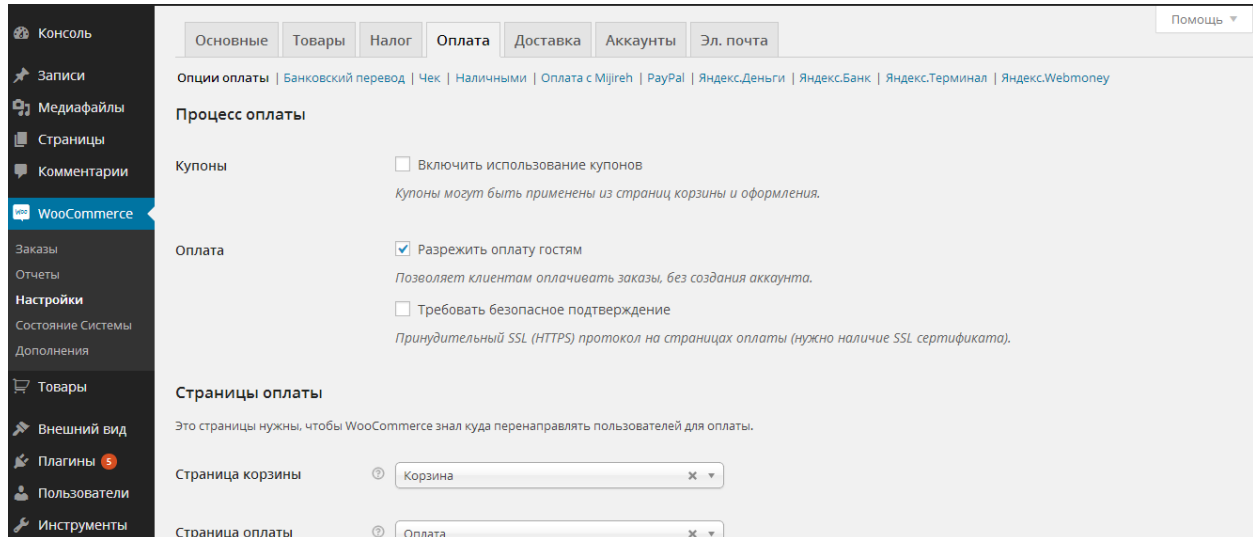 Помощь
Консоль
Записи
Медиафайлы
Страницы
Комментарии
WOO WooCommerce
Заказы
Отчеты
Настройки
Состояние Системы
Дополнения
Товары
Внешний вид
Плагины 5
Пользователи
Инструменты
Основные Товары Налог Оплата Доставка Аккаунты Эл. почта
Опции оплаты | Банковский перевод | Чек | Наличными | Оплата с Mijireh | PayPal | Яндекс.Деньги | Яндекс.Банк | Яндекс.Терминал | Яндекс.Webmoney
Процесс оплаты
Купоны Включить использование купонов
Купоны могут быть применены из страниц корзины и оформления.
Оплата Разрежить оплату гостям
Позволяет клиентам оплачивать заказы, без создания аккаунта.
Требовать безопасное подтверждение
Принудительный SSL (HTTPS) протокол на страницах оплаты (нужно наличие SSL сертификата).
Страницы оплаты
Это страницы нужны, чтобы WooCommerce знал куда перенаправлять пользователей для оплаты.
Страница корзины ? Корзина
Страница оплаты ? Оплата